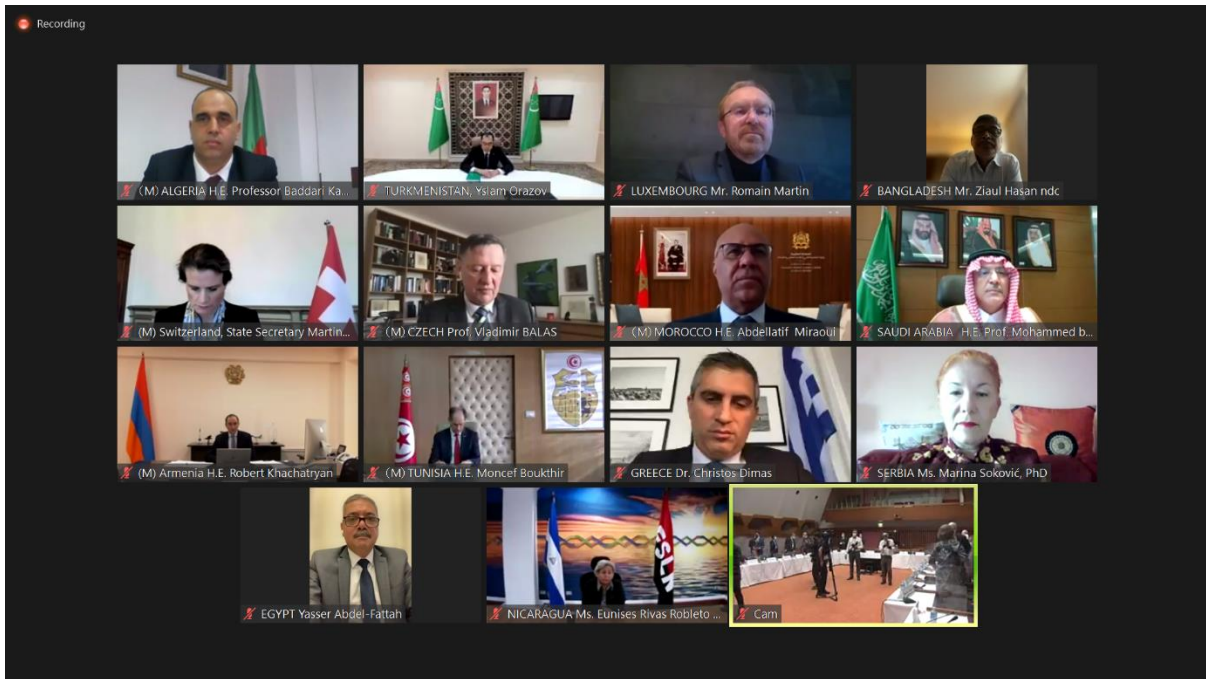 Recording
(M) ALGERIA H.E. Professor Baddari Ka...
TURKMENISTAN, Yslam Orazov
LUXEMBOURG Mr. Romain Martin
BANGLADESH Mr. Ziaul Hasan ndc
(M) Switzerland, State Secretary Martin...
(M) CZECH Prof. Vladimir BALAS
(M) MOROCCO H.E. Abdellatif Miraoui
SAUDI ARABIA H.E. Prof. Mohammed b...
(M) Armenia H.E. Robert Khachatryan
(M) TUNISIA H.E. Moncef Boukthir
GREECE Dr. Christos Dimas
SERBIA Ms. Marina Soković, PhD
EGYPT Yasser Abdel-Fattah
NICARAGUA Ms. Eunises Rivas Robleto ...
FSLN
Cam